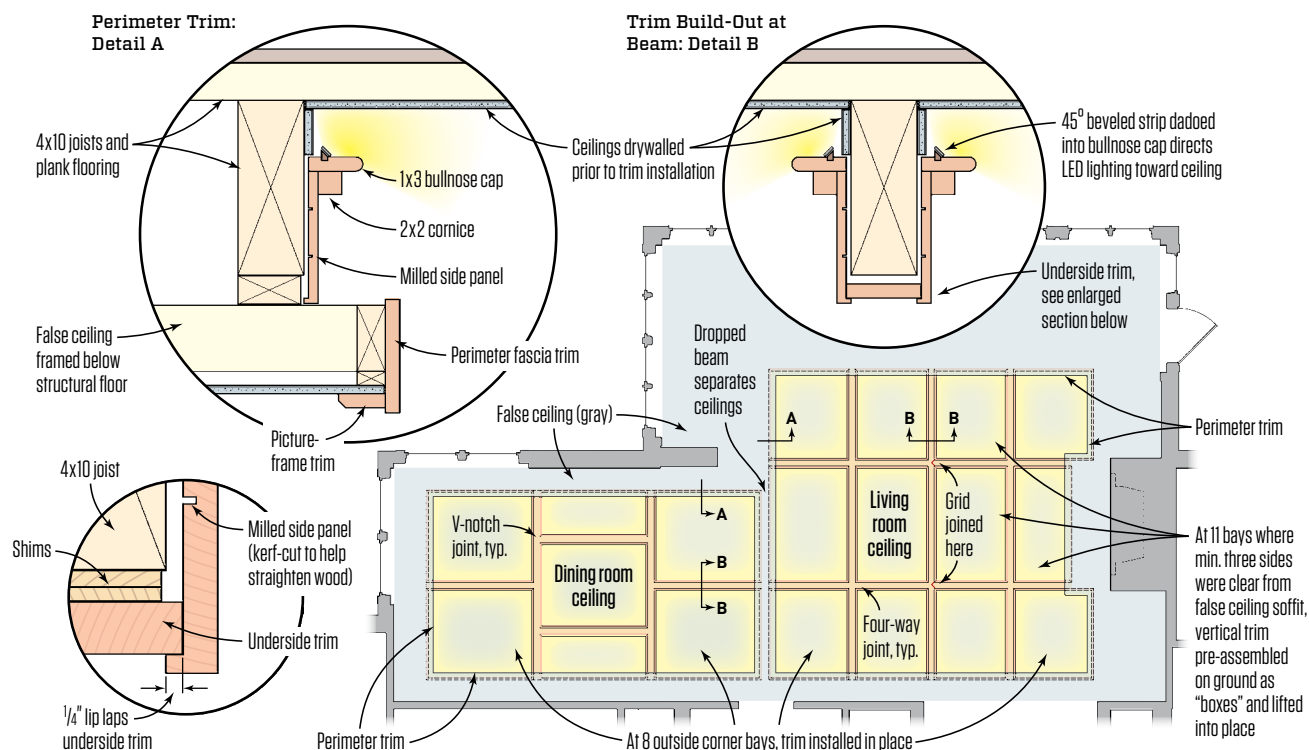 Perimeter Trim:
Detail A
Trim Build-Out at
Beam: Detail B
4x10 joists and
plank flooring
1x3 bullnose cap
2x2 cornice
Milled side panel
Ceilings drywalled
prior to trim installation
45° beveled strip dadoed
into bullnose cap directs
LED lighting toward ceiling
Underside trim,
see enlarged
section below
False ceiling
framed below
structural floor
Perimeter fascia trim
Picture-
frame trim
Dropped
beam
separates
ceilings
False ceiling (gray)
A
B
B
Perimeter trim
4x10 joist
Shims
Milled side panel
(kerf-cut to help
straighten wood)
Underside trim
1/4" lip laps
underside trim
V-notch
joint, typ.
Dining room
ceiling
A
B
B
Living
room
ceiling
Grid
joined
here
Four-way
joint, typ.
At 11 bays where
min. three sides
were clear from
false ceiling soffit,
vertical trim
pre-assembled
on ground as
“boxes” and lifted
into place
Perimeter trim
At 8 outside corner bays, trim installed in place